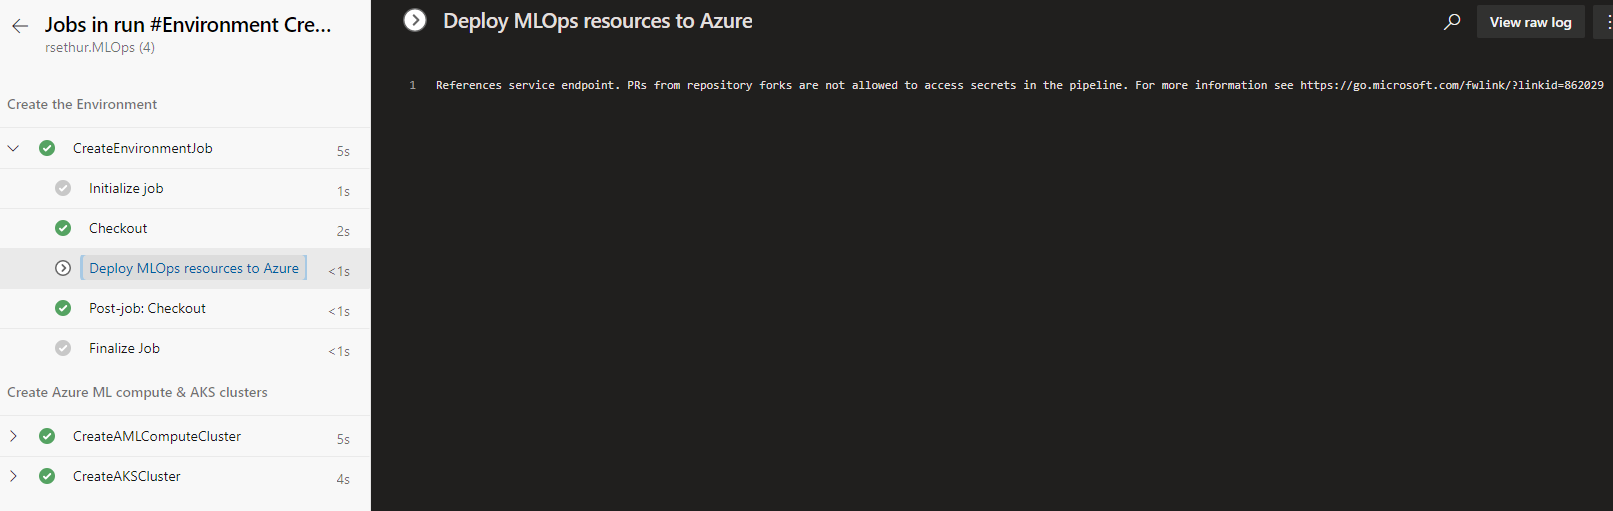 Jobs in run #Environment Cre...
rsethur.MLOps (4)
Create the Environment
CreateEnvironmentJob 5s
Initialize job 1s
Checkout 2s
Deploy MLOps resources to Azure <1s
Post-job: Checkout <1s
Finalize Job <1s
Create Azure ML compute & AKS clusters
CreateAMLComputeCluster 5s
CreateAKSCluster 4s
Deploy MLOps resources to Azure
View raw log
1 References service endpoint. PRs from repository forks are not allowed to access secrets in the pipeline. For more information see https://go.microsoft.com/fwlink/?linkid=862029